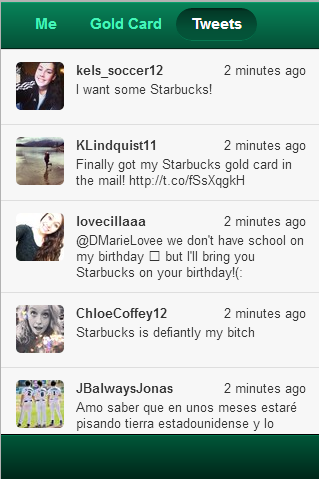 Me Gold Card Tweets
kels_soccer12 2 minutes ago
I want some Starbucks!
KLindquist11 2 minutes ago
Finally got my Starbucks gold card in
the mail! http://t.co/fSsXqgkH
lovecillaaa 2 minutes ago
@DMarieLovee we don't have school on
my birthday □ but I'll bring you
Starbucks on your birthday!(:
ChloeCoffey12 2 minutes ago
Starbucks is defiantly my bitch
JBalwaysJonas 2 minutes ago
Amo saber que en unos meses estaré
pisando tierra estadounidense y lo